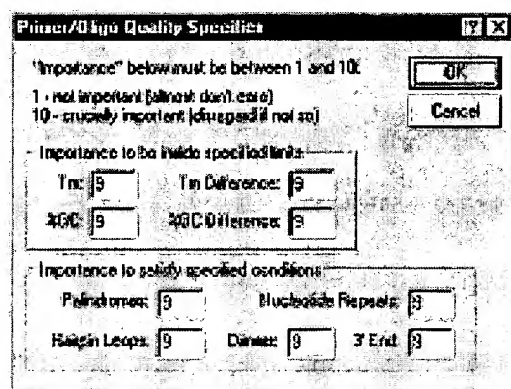 Primer/Oligo Quality Specifics
"Importance" below must be between 1 and 10:
OK
1 - not important (almost don't care)
10 - crucially important (disregard if not so)
Cancel
Importance to be inside specified limits
Tm: 9 Tm Difference: 9
%GC: 9 %GC Difference: 9
Importance to satisfy specified conditions
Palindromes: 9 Nucleotide Repeats: 9
Hairpin Loops: 9 Dimers: 9 3' End: 9